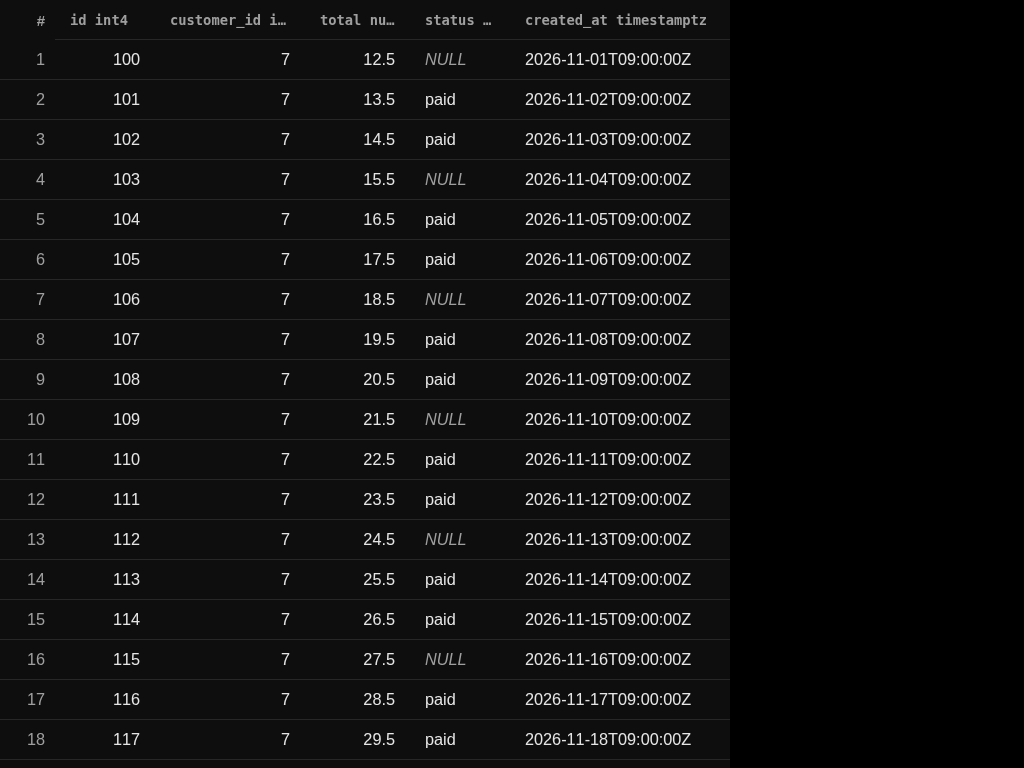 # id int4 customer_id i… total nu… status … created_at timestamptz
1 100 7 12.5 NULL 2026-11-01T09:00:00Z
2 101 7 13.5 paid 2026-11-02T09:00:00Z
3 102 7 14.5 paid 2026-11-03T09:00:00Z
4 103 7 15.5 NULL 2026-11-04T09:00:00Z
5 104 7 16.5 paid 2026-11-05T09:00:00Z
6 105 7 17.5 paid 2026-11-06T09:00:00Z
7 106 7 18.5 NULL 2026-11-07T09:00:00Z
8 107 7 19.5 paid 2026-11-08T09:00:00Z
9 108 7 20.5 paid 2026-11-09T09:00:00Z
10 109 7 21.5 NULL 2026-11-10T09:00:00Z
11 110 7 22.5 paid 2026-11-11T09:00:00Z
12 111 7 23.5 paid 2026-11-12T09:00:00Z
13 112 7 24.5 NULL 2026-11-13T09:00:00Z
14 113 7 25.5 paid 2026-11-14T09:00:00Z
15 114 7 26.5 paid 2026-11-15T09:00:00Z
16 115 7 27.5 NULL 2026-11-16T09:00:00Z
17 116 7 28.5 paid 2026-11-17T09:00:00Z
18 117 7 29.5 paid 2026-11-18T09:00:00Z